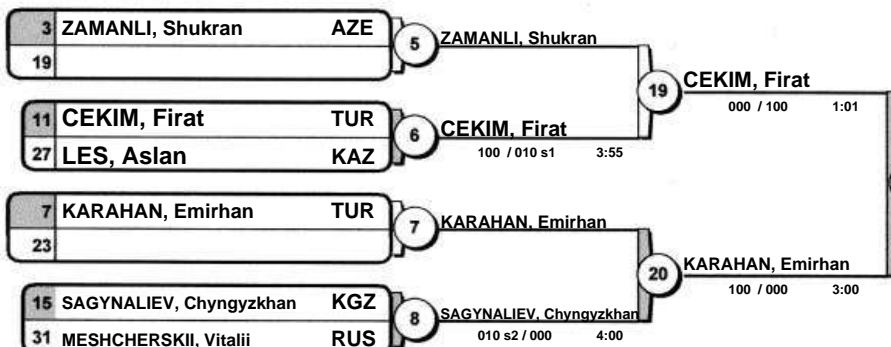 3 ZAMANLI, Shukran AZE
19
5 ZAMANLI, Shukran
11 CEKIM, Firat TUR
27 LES, Aslan KAZ
6 CEKIM, Firat
100 / 010 s1 3:55
19 CEKIM, Firat
000 / 100 1:01
7 KARAHAN, Emirhan TUR
23
7 KARAHAN, Emirhan
15 SAGYNALIEV, Chyngyzkhan KGZ
31 MESHCHERSKII, Vitalii RUS
8 SAGYNALIEV, Chyngyzkhan
010 s2 / 000 4:00
20 KARAHAN, Emirhan
100 / 000 3:00